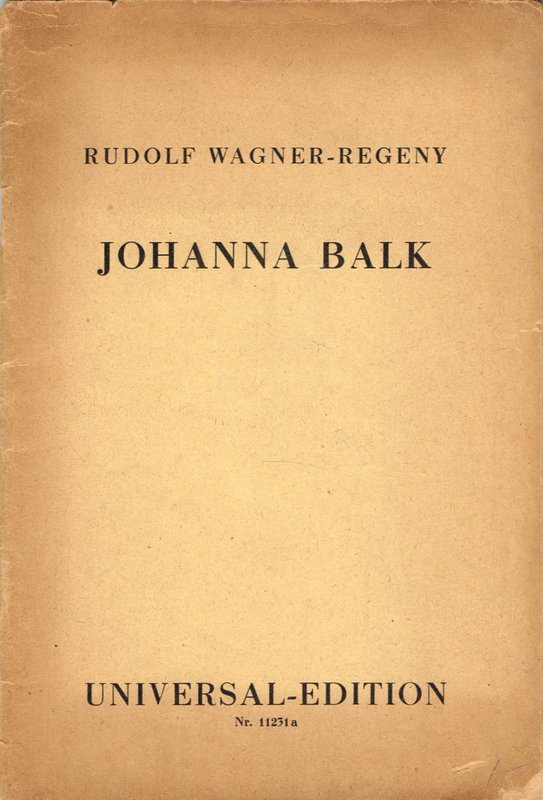 RUDOLF WAGNER-REGENY
JOHANNA BALK
UNIVERSAL-EDITION
Nr. 11231a